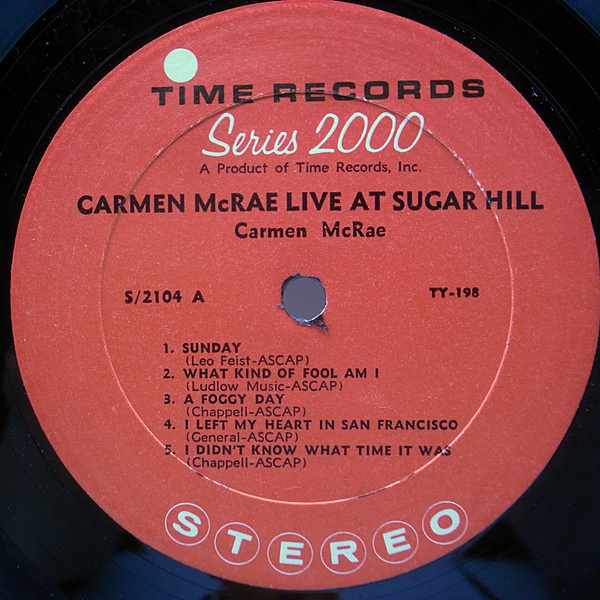 TIME RECORDS
Series 2000
A Product of Time Records, Inc.
CARMEN McRAE LIVE AT SUGAR HILL
Carmen McRae
S/2104 A
TY-198
1. SUNDAY
(Leo Feist-ASCAP)
2. WHAT KIND OF FOOL AM I
(Ludlow Music-ASCAP)
3. A FOGGY DAY
(Chappell-ASCAP)
4. I LEFT MY HEART IN SAN FRANCISCO
(General-ASCAP)
5. I DIDN'T KNOW WHAT TIME IT WAS
(Chappell-ASCAP)
STEREO